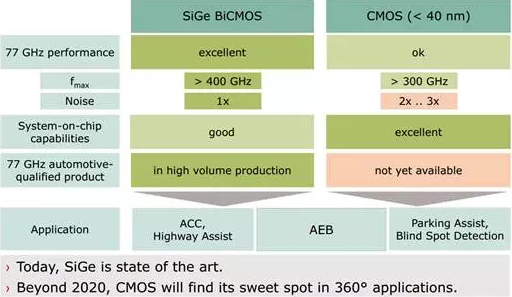 SiGe BiCMOS CMOS (< 40 nm)
77 GHz performance excellent ok
fmax > 400 GHz > 300 GHz
Noise 1x 2x .. 3x
System-on-chip
capabilities good excellent
77 GHz automotive-
qualified product in high volume production not yet available
Application ACC,
Highway Assist AEB Parking Assist,
Blind Spot Detection
› Today, SiGe is state of the art.
› Beyond 2020, CMOS will find its sweet spot in 360° applications.